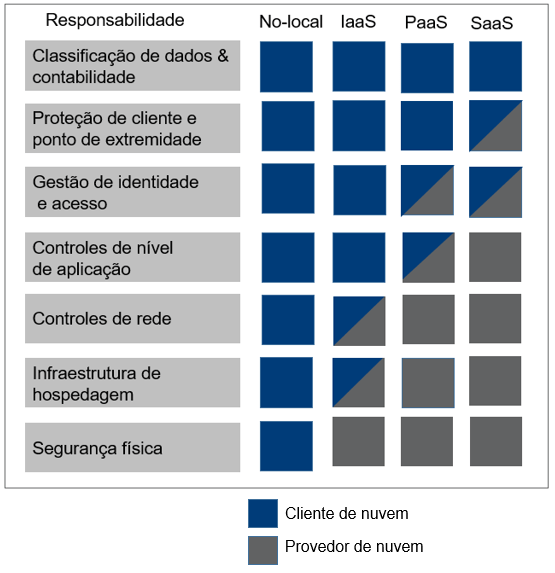 Responsabilidade No-local IaaS PaaS SaaS
Classificação de dados &
contabilidade
Proteção de cliente e
ponto de extremidade
Gestão de identidade
e acesso
Controles de nível
de aplicação
Controles de rede
Infraestrutura de
hospedagem
Segurança física
Cliente de nuvem
Provedor de nuvem